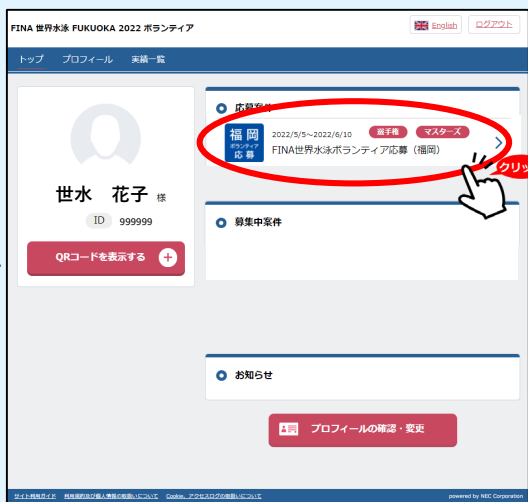 FINA 世界水泳 FUKUOKA 2022 ボランティア
English ログアウト
トップ プロフィール 実績一覧
応募案件
福岡
ボランティア
応募
2022/5/5~2022/6/10 選手権 マスターズ
FINA世界水泳ボランティア応募（福岡）
クリッ
世水 花子 様
ID 999999
QRコードを表示する
募集中案件
お知らせ
プロフィールの確認・変更
サイト利用ガイド 利用規約及び個人情報の取扱いについて Cookie、アクセスログの取扱いについて powered by NEC Corporation